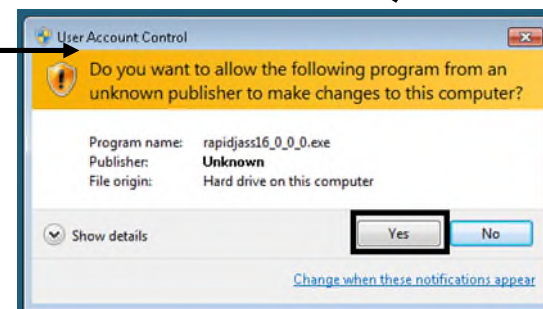 User Account Control
Do you want to allow the following program from an
unknown publisher to make changes to this computer?
Program name: rapidjass16_0_0_0.exe
Publisher: Unknown
File origin: Hard drive on this computer
Show details
Yes
No
Change when these notifications appear